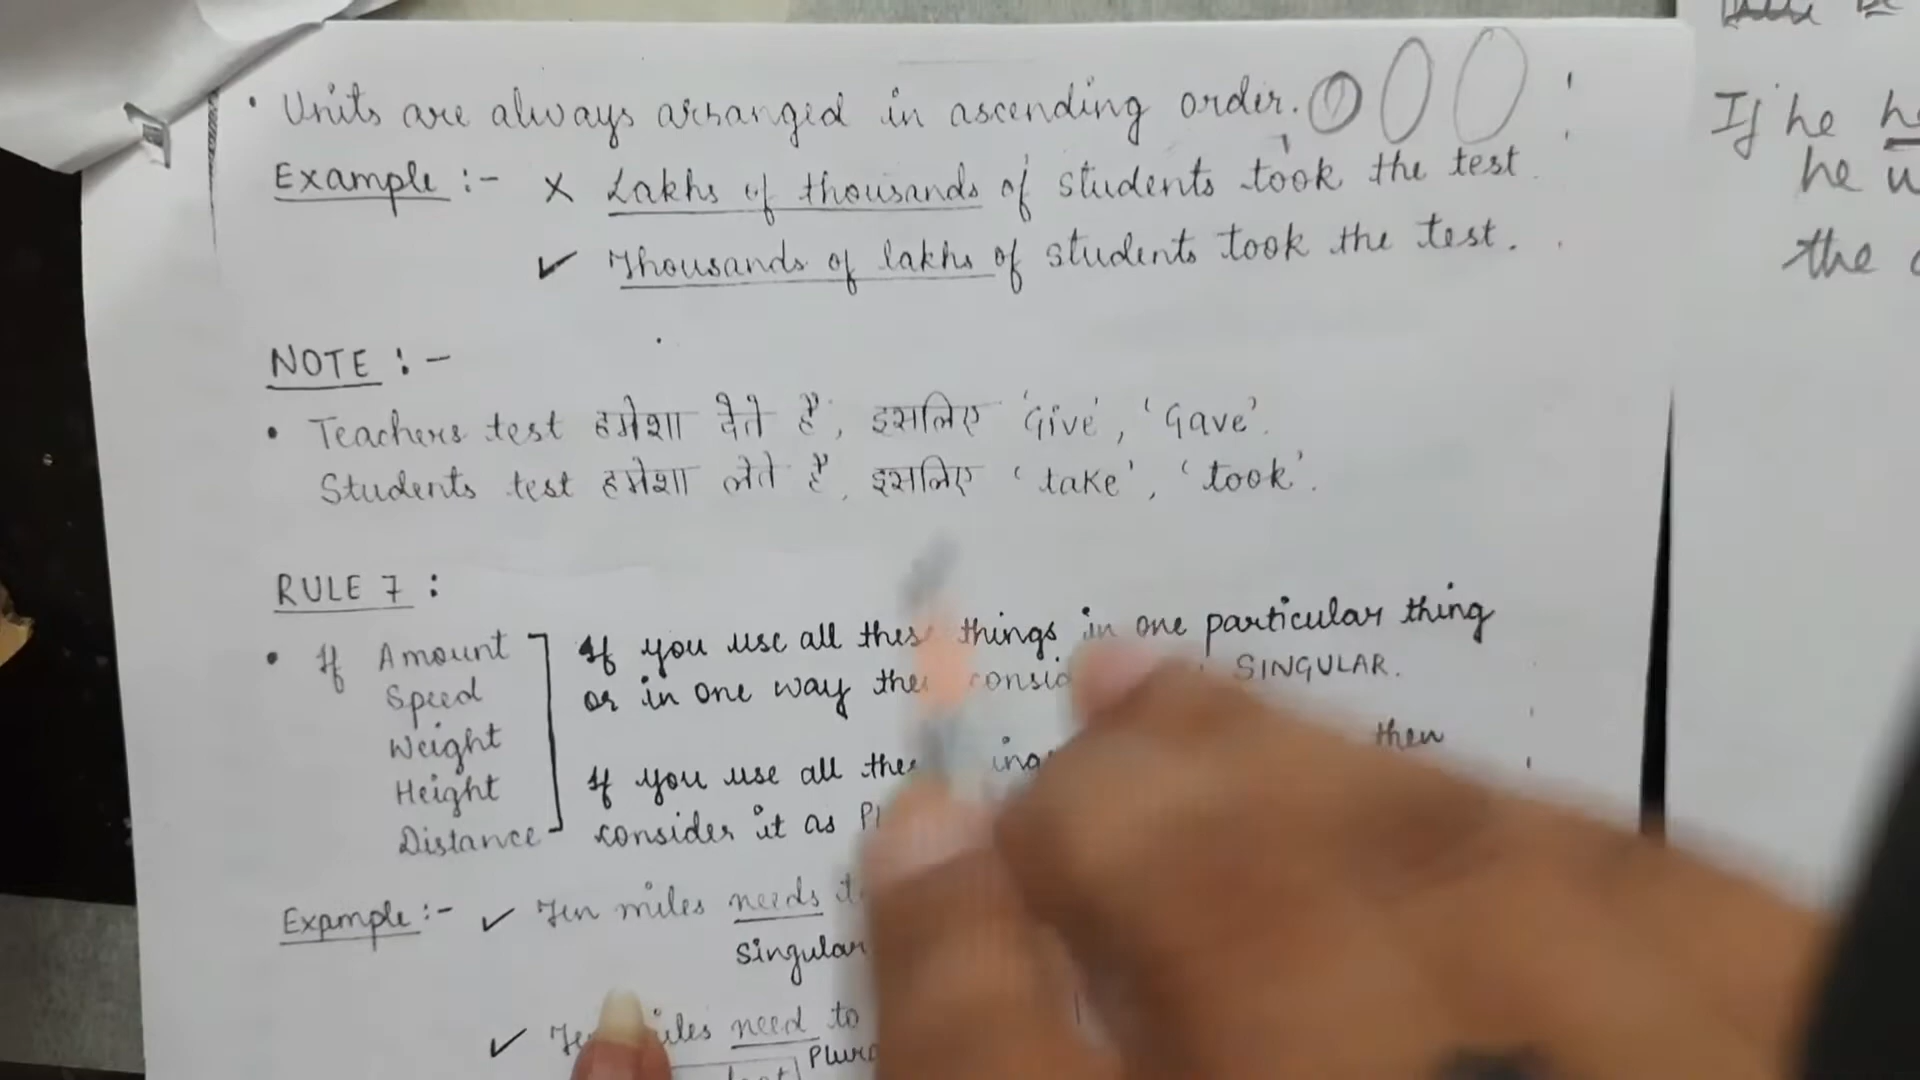 • Units are always arranged in ascending order.
Example :- × Lakhs of thousands of students took the test.
✓ Thousands of lakhs of students took the test.
NOTE :-
• Teachers test हमेशा देते हैं, इसलिए 'Give', 'Gave'.
Students test हमेशा लेते हैं, इसलिए 'take', 'took'.
RULE 7 :
• If Amount
Speed
Weight
Height
Distance
If you use all these things in one particular thing
or in one way SINGULAR.
If you use all then
consider it as
Example :- ✓ Ten miles needs
Singular
✓ need to
If he
he
the